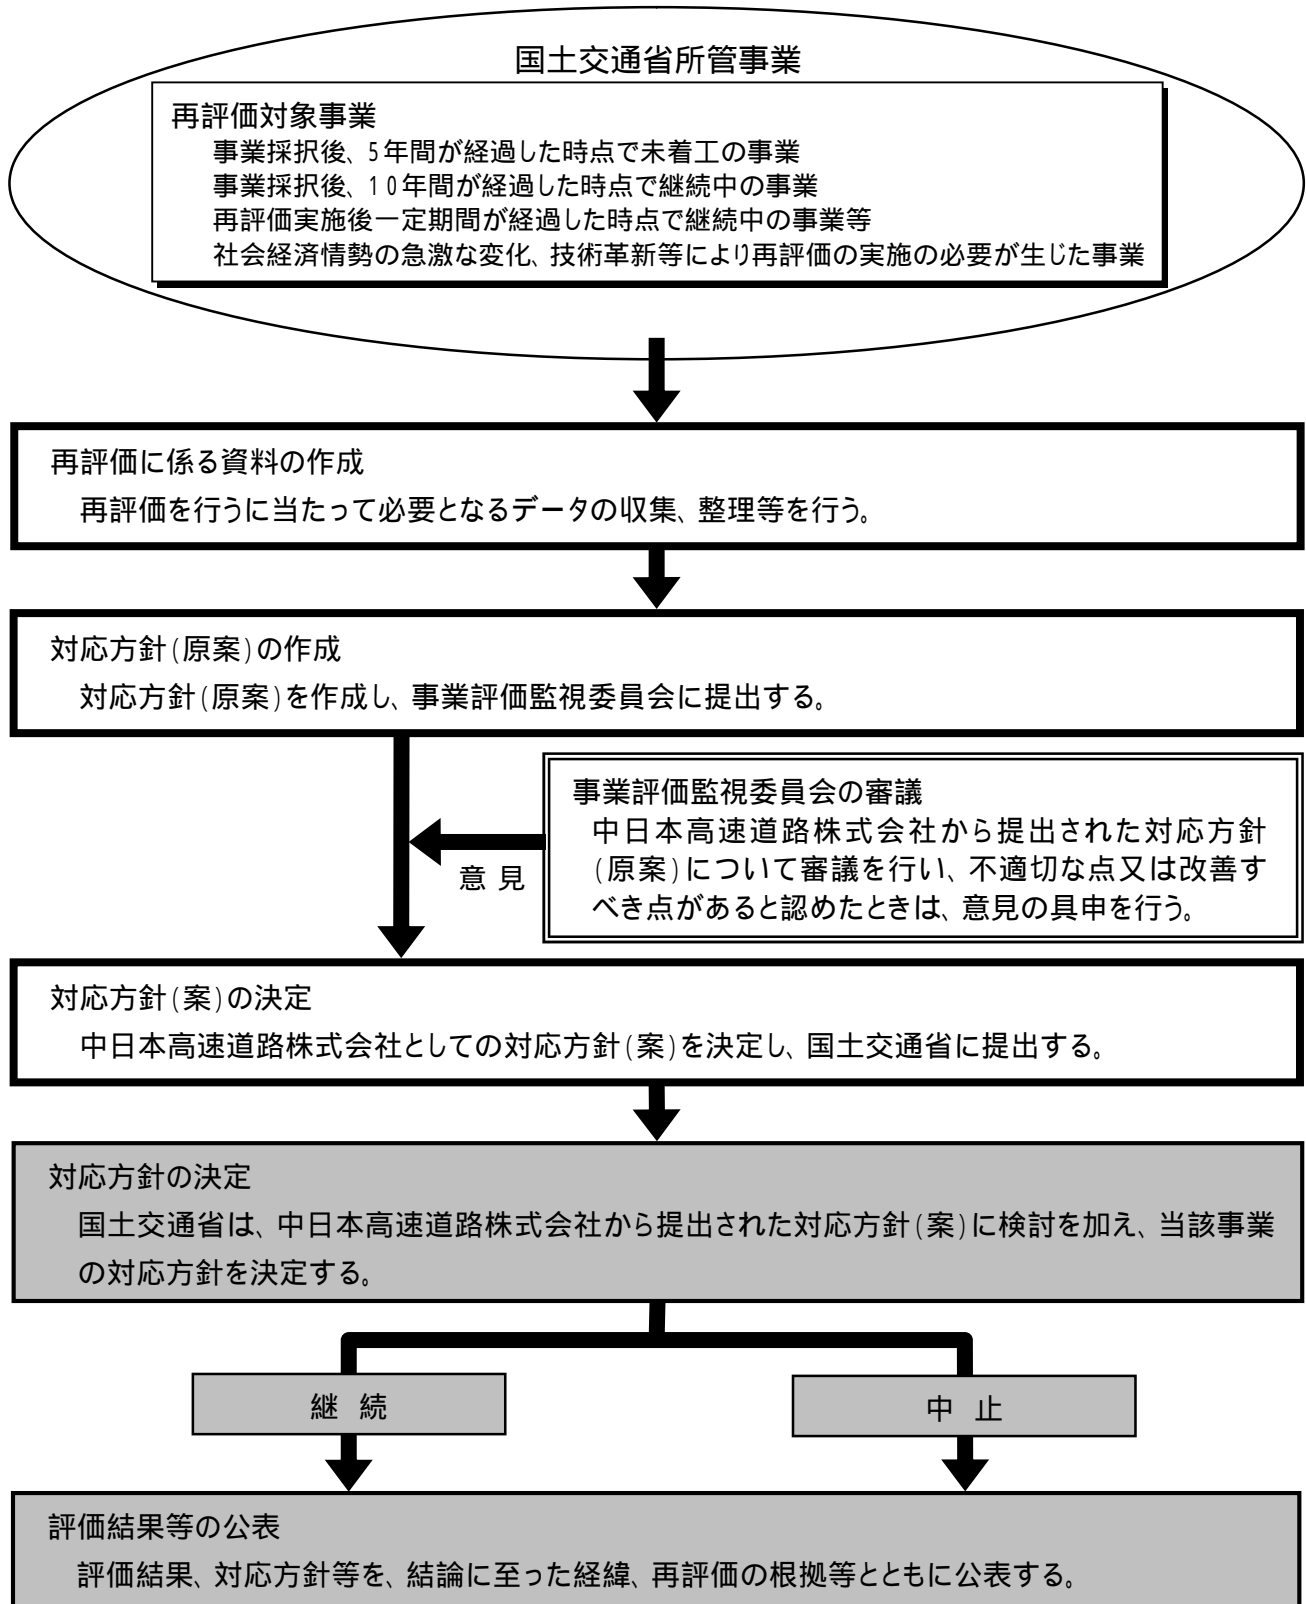 国土交通省所管事業
再評価対象事業
事業採択後、5年間が経過した時点で未着工の事業
事業採択後、10年間が経過した時点で継続中の事業
再評価実施後一定期間が経過した時点で継続中の事業等
社会経済情勢の急激な変化、技術革新等により再評価の実施の必要が生じた事業
再評価に係る資料の作成
再評価を行うに当たって必要となるデータの収集、整理等を行う。
対応方針(原案)の作成
対応方針(原案)を作成し、事業評価監視委員会に提出する。
事業評価監視委員会の審議
中日本高速道路株式会社から提出された対応方針
(原案)について審議を行い、不適切な点又は改善す
べき点があると認めたときは、意見の具申を行う。
意 見
対応方針(案)の決定
中日本高速道路株式会社としての対応方針(案)を決定し、国土交通省に提出する。
対応方針の決定
国土交通省は、中日本高速道路株式会社から提出された対応方針(案)に検討を加え、当該事業
の対応方針を決定する。
継 続
中 止
評価結果等の公表
評価結果、対応方針等を、結論に至った経緯、再評価の根拠等とともに公表する。